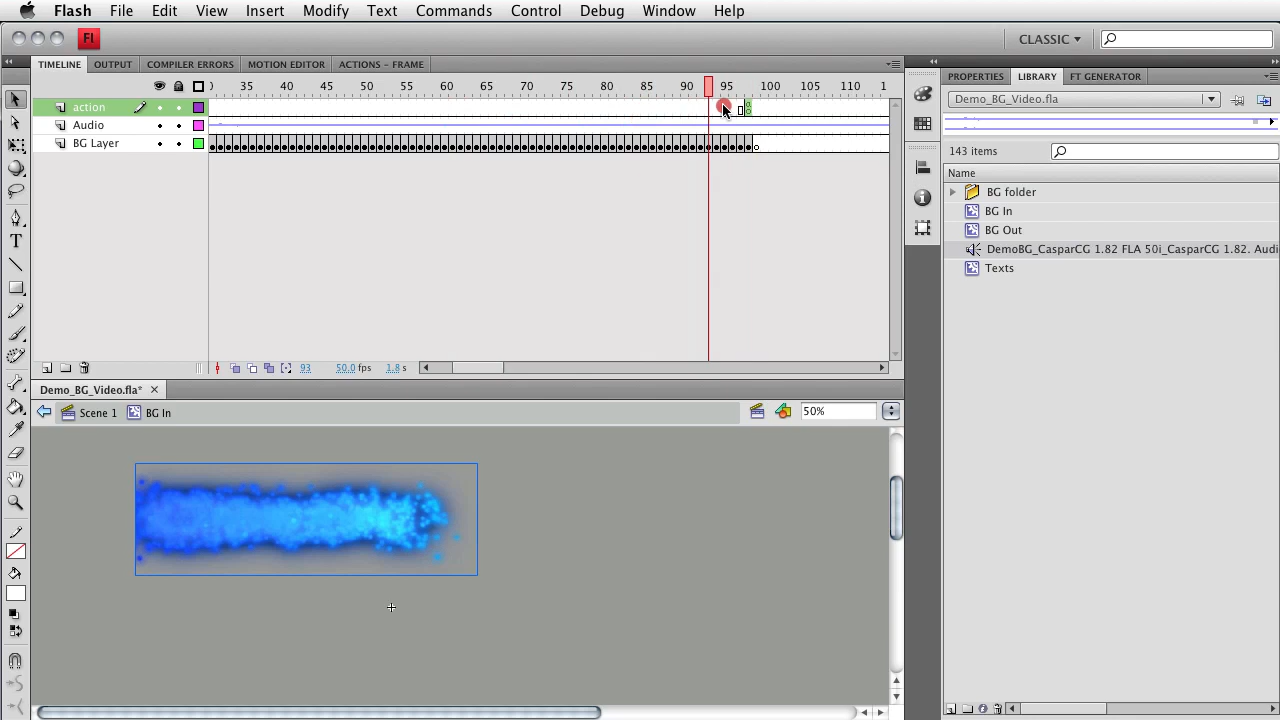 Flash File Edit View Insert Modify Text Commands Control Debug Window Help
Fl CLASSIC
TIMELINE OUTPUT COMPILER ERRORS MOTION EDITOR ACTIONS - FRAME
35 40 45 50 55 60 65 70 75 80 85 90 95 100 105 110 1
action
Audio
BG Layer
93 50.0 fps 1.8 s
Demo_BG_Video.fla*
Scene 1 BG In 50%
PROPERTIES LIBRARY FT GENERATOR
Demo_BG_Video.fla
143 items
Name
BG folder
BG In
BG Out
DemoBG_CasparCG 1.82 FLA 50i_CasparCG 1.82. Audi
Texts
T